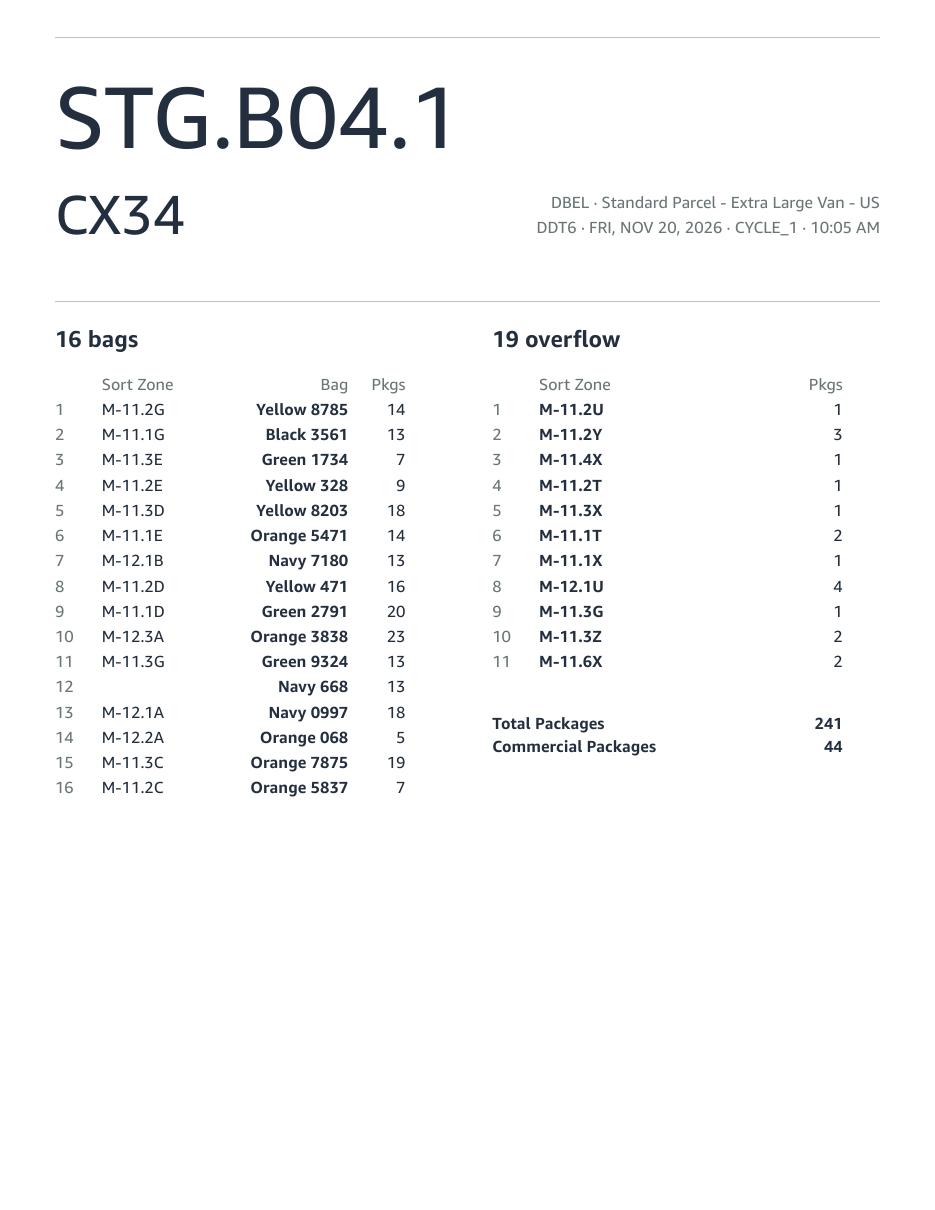 STG.B04.1
CX34
DBEL · Standard Parcel - Extra Large Van - US
DDT6 · FRI, NOV 20, 2026 · CYCLE_1 · 10:05 AM
16 bags
Sort Zone Bag Pkgs
1 M-11.2G Yellow 8785 14
2 M-11.1G Black 3561 13
3 M-11.3E Green 1734 7
4 M-11.2E Yellow 328 9
5 M-11.3D Yellow 8203 18
6 M-11.1E Orange 5471 14
7 M-12.1B Navy 7180 13
8 M-11.2D Yellow 471 16
9 M-11.1D Green 2791 20
10 M-12.3A Orange 3838 23
11 M-11.3G Green 9324 13
12 Navy 668 13
13 M-12.1A Navy 0997 18
14 M-12.2A Orange 068 5
15 M-11.3C Orange 7875 19
16 M-11.2C Orange 5837 7
19 overflow
Sort Zone Pkgs
1 M-11.2U 1
2 M-11.2Y 3
3 M-11.4X 1
4 M-11.2T 1
5 M-11.3X 1
6 M-11.1T 2
7 M-11.1X 1
8 M-12.1U 4
9 M-11.3G 1
10 M-11.3Z 2
11 M-11.6X 2
Total Packages 241
Commercial Packages 44